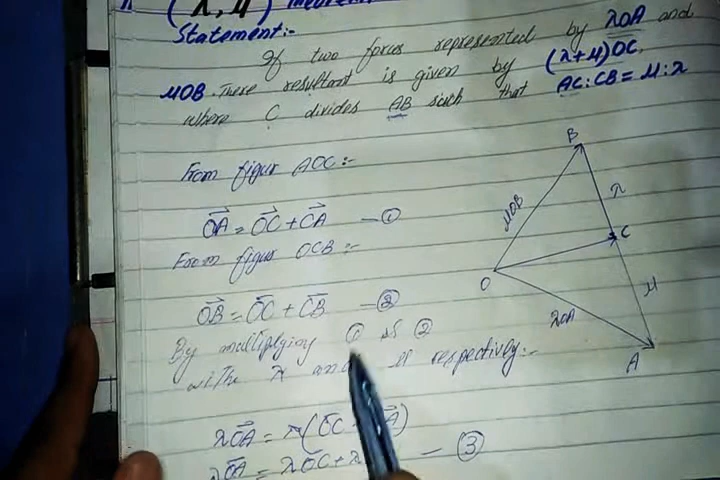 (λ, μ) Theorem
Statement:-
If two forces represented by λOA and
μOB. There resultant is given by (λ+μ)OC,
where C divides AB such that AC:CB = μ:λ
From figur AOC:-
OA = OC + CA —①
From figur OCB:-
OB = OC + CB —②
By multiplying ① & ②
withe λ and μ respectively:-
λOA = λ(OC + CA)
λOA = λOC + λ — ③
B
μOB
λ
C
O
μ
λOA
A